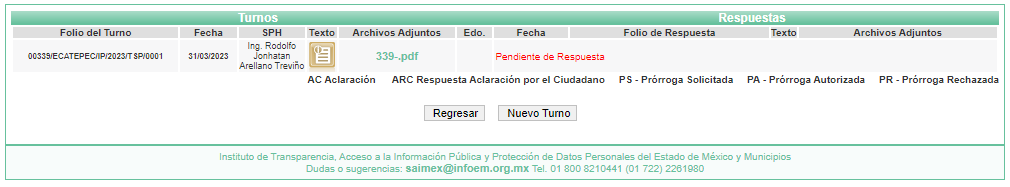 Turnos Respuestas
Folio del Turno Fecha SPH Texto Archivos Adjuntos Edo. Fecha Folio de Respuesta Texto Archivos Adjuntos
00339/ECATEPEC/IP/2023/TSP/0001 31/03/2023 Ing. Rodolfo Jonhatan Arellano Treviño 339-.pdf Pendiente de Respuesta
AC Aclaración ARC Respuesta Aclaración por el Ciudadano PS - Prórroga Solicitada PA - Prórroga Autorizada PR - Prórroga Rechazada
Regresar Nuevo Turno
Instituto de Transparencia, Acceso a la Información Pública y Protección de Datos Personales del Estado de México y Municipios
Dudas o sugerencias: saimex@infoem.org.mx Tel. 01 800 8210441 (01 722) 2261980